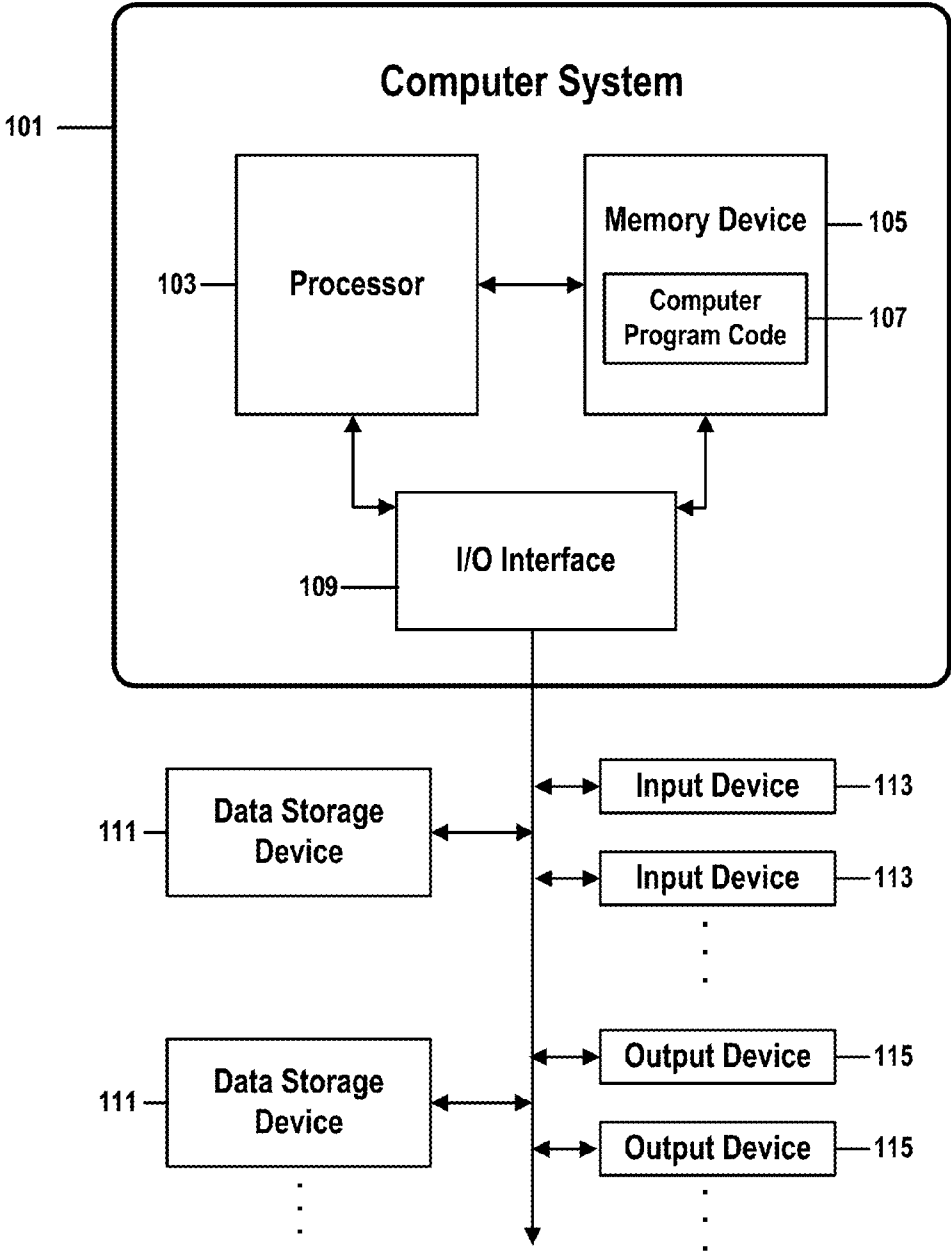 Computer System
101
Processor
103
Memory Device
105
Computer
Program Code
107
I/O Interface
109
Data Storage
Device
111
Input Device
113
Input Device
113
Data Storage
Device
111
Output Device
115
Output Device
115